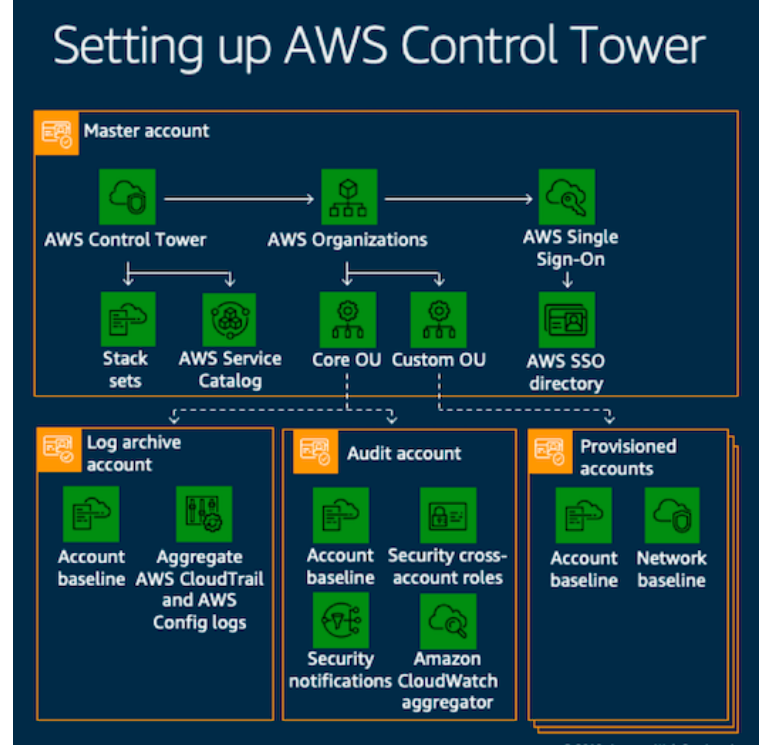 Setting up AWS Control Tower
Master account
AWS Control Tower
AWS Organizations
AWS Single
Sign-On
Stack
sets
AWS Service
Catalog
Core OU
Custom OU
AWS SSO
directory
Log archive
account
Account
baseline
Aggregate
AWS CloudTrail
and AWS
Config logs
Audit account
Account
baseline
Security cross-
account roles
Security
notifications
Amazon
CloudWatch
aggregator
Provisioned
accounts
Account
baseline
Network
baseline